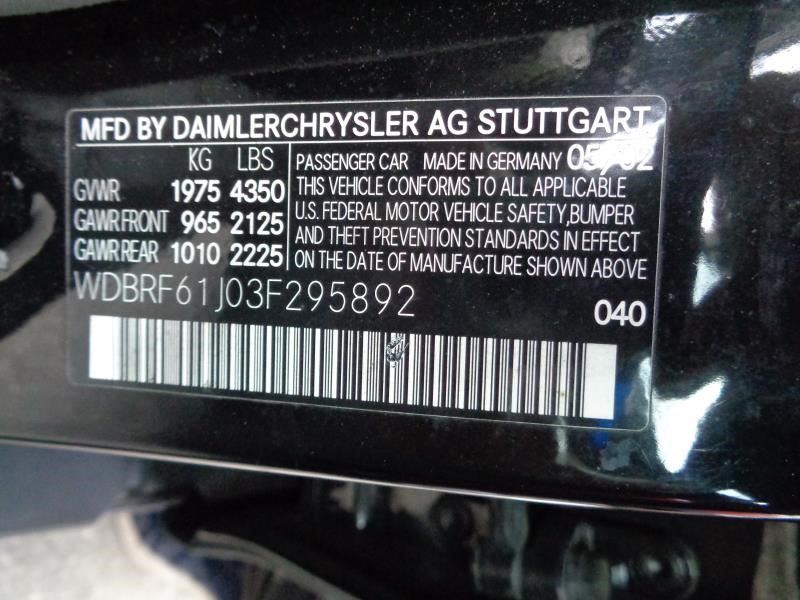 MFD BY DAIMLERCHRYSLER AG STUTTGART
KG LBS
GVWR 1975 4350
GAWR FRONT 965 2125
GAWR REAR 1010 2225
PASSENGER CAR MADE IN GERMANY 05/02
THIS VEHICLE CONFORMS TO ALL APPLICABLE
U.S. FEDERAL MOTOR VEHICLE SAFETY,BUMPER
AND THEFT PREVENTION STANDARDS IN EFFECT
ON THE DATE OF MANUFACTURE SHOWN ABOVE
WDBRF61J03F295892
040